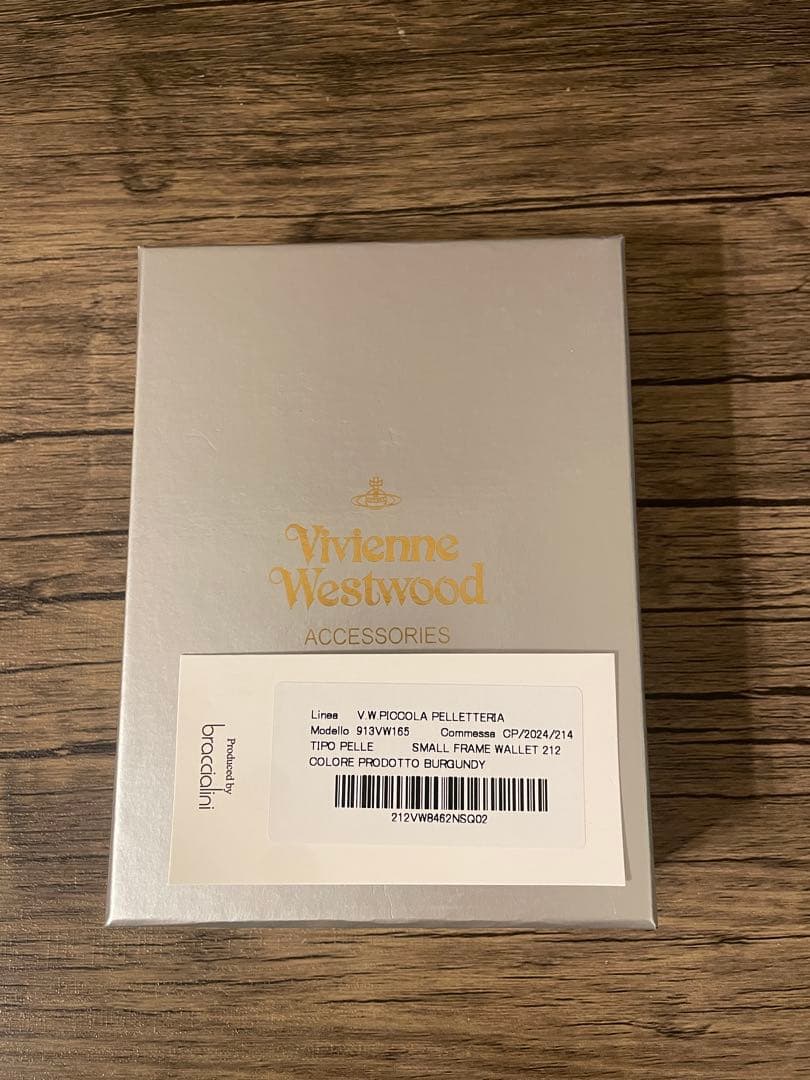 Vivienne
Westwood
ACCESSORIES
Produced by
braccialini
Linea V.W.PICCOLA PELLETTERIA
Modello 913VW165 Commessa CP/2024/214
TIPO PELLE SMALL FRAME WALLET 212
COLORE PRODOTTO BURGUNDY
212VW8462NSQ02